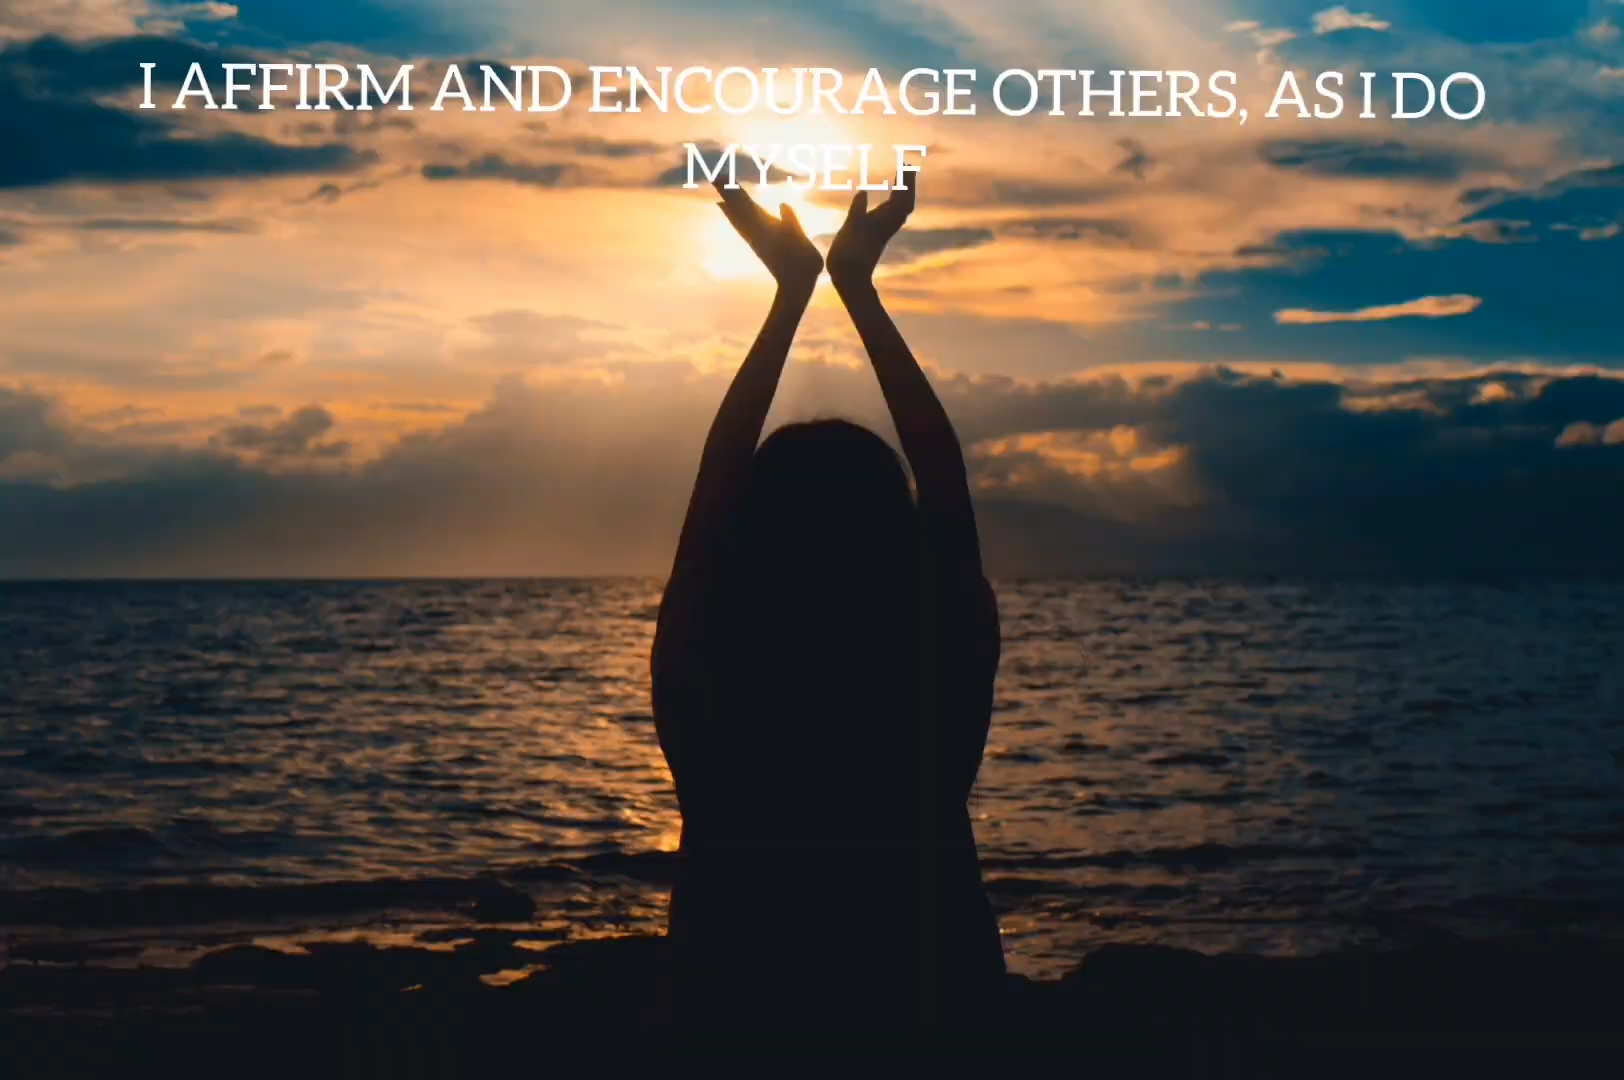 I AFFIRM AND ENCOURAGE OTHERS, AS I DO
MYSELF